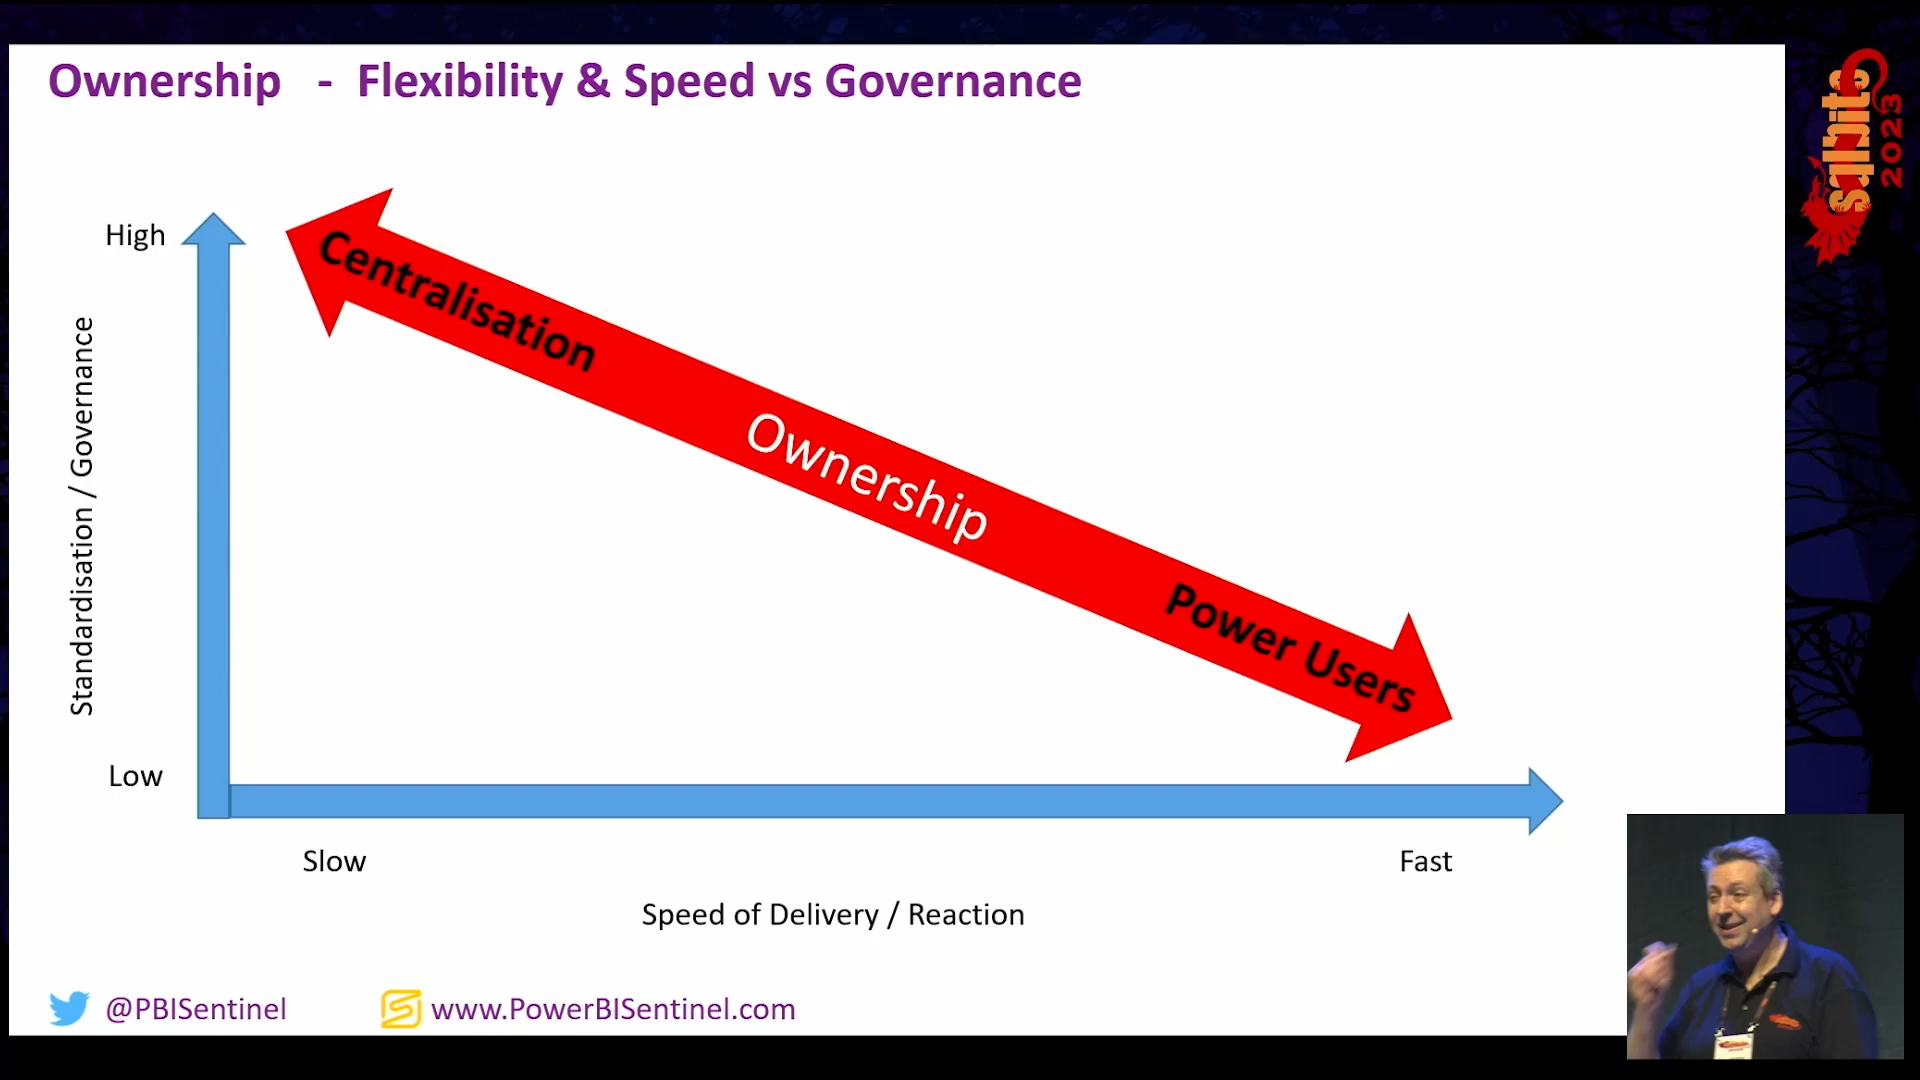 Ownership - Flexibility & Speed vs Governance
sqlbits
2023
High
Centralisation
Standardisation / Governance
Ownership
Power Users
Low
Slow
Fast
Speed of Delivery / Reaction
@PBISentinel
www.PowerBISentinel.com